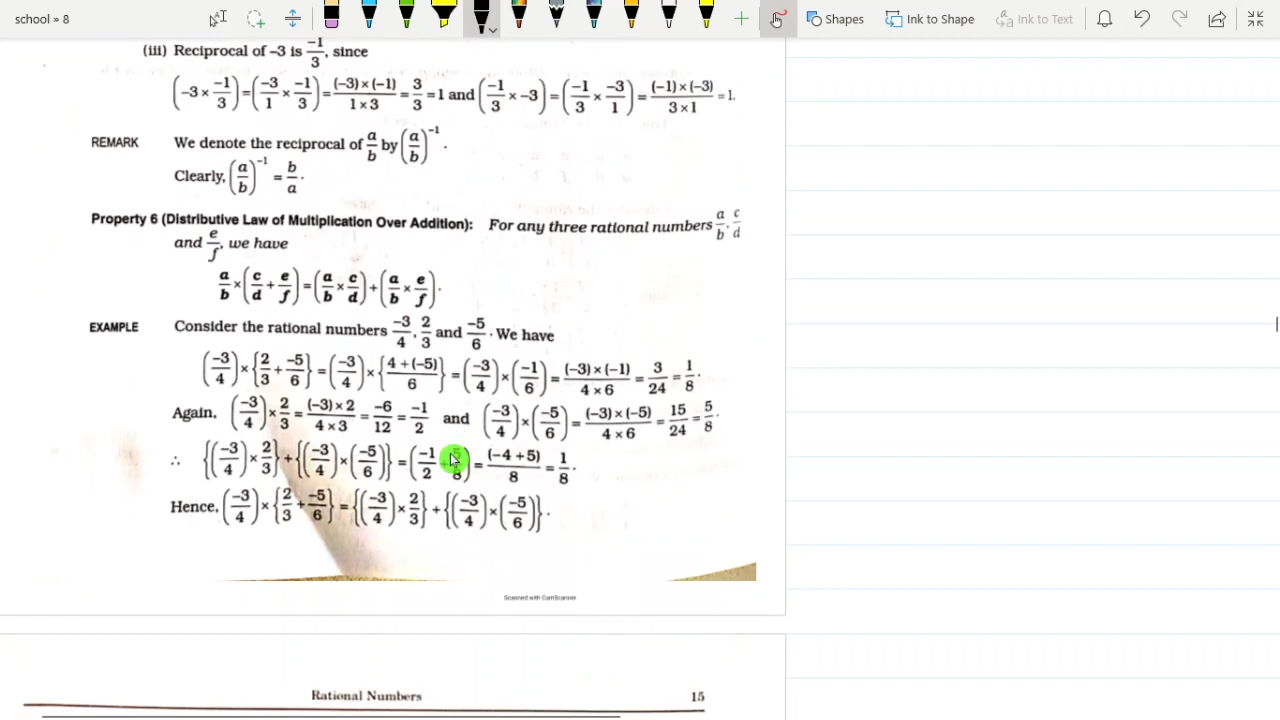 school » 8
Shapes
Ink to Shape
Ink to Text
(iii) Reciprocal of –3 is −1/3, since
(−3 × −1/3) = (−3/1 × −1/3) = (−3) × (−1)/1 × 3 = 3/3 = 1 and (−1/3 × −3) = (−1/3 × −3/1) = (−1) × (−3)/3 × 1 = 1.
REMARK We denote the reciprocal of a/b by (a/b)⁻¹.
Clearly, (a/b)⁻¹ = b/a.
Property 6 (Distributive Law of Multiplication Over Addition): For any three rational numbers a/b, c/d
and e/f, we have
a/b × (c/d + e/f) = (a/b × c/d) + (a/b × e/f).
EXAMPLE Consider the rational numbers −3/4, 2/3 and −5/6. We have
(−3/4) × {2/3 + −5/6} = (−3/4) × {4 + (−5)/6} = (−3/4) × (−1/6) = (−3) × (−1)/4 × 6 = 3/24 = 1/8.
Again, (−3/4) × 2/3 = (−3) × 2/4 × 3 = −6/12 = −1/2 and (−3/4) × (−5/6) = (−3) × (−5)/4 × 6 = 15/24 = 5/8.
∴ {(−3/4) × 2/3} + {(−3/4) × (−5/6)} = (−1/2 + 5/8) = (−4 + 5)/8 = 1/8.
Hence, (−3/4) × {2/3 + −5/6} = {(−3/4) × 2/3} + {(−3/4) × (−5/6)}.
Scanned with CamScanner
Rational Numbers 15